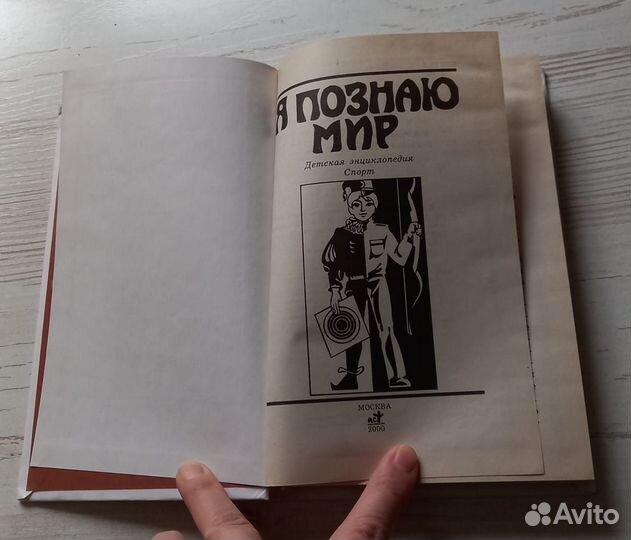 Я ПОЗНАЮ
МИР
Детская энциклопедия
Спорт
МОСКВА
аст
2000
Avito